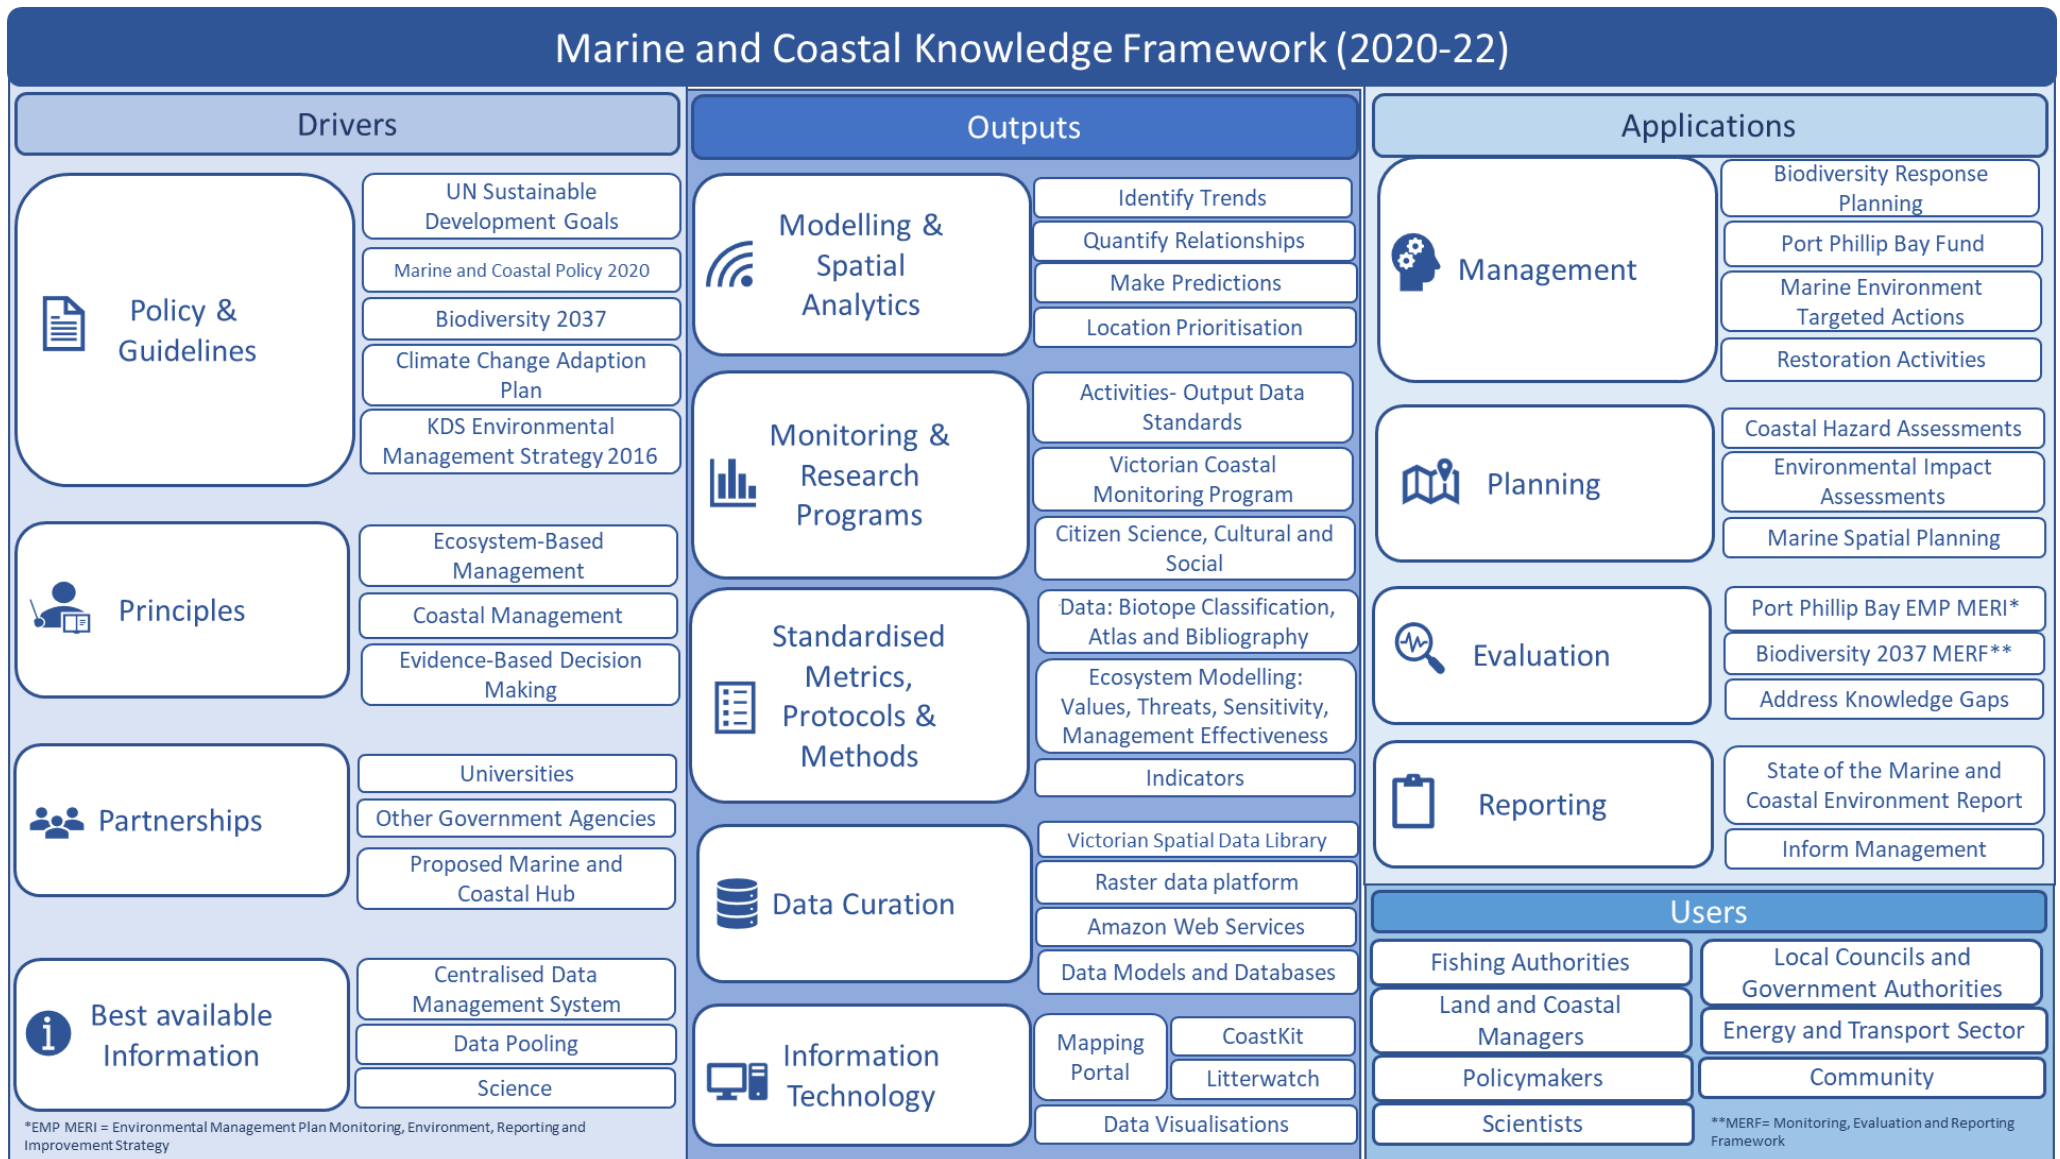 Marine and Coastal Knowledge Framework (2020-22)
Drivers
Policy &
Guidelines
UN Sustainable
Development Goals
Marine and Coastal Policy 2020
Biodiversity 2037
Climate Change Adaption
Plan
KDS Environmental
Management Strategy 2016
Principles
Ecosystem-Based
Management
Coastal Management
Evidence-Based Decision
Making
Partnerships
Universities
Other Government Agencies
Proposed Marine and
Coastal Hub
Best available
Information
Centralised Data
Management System
Data Pooling
Science
*EMP MERI = Environmental Management Plan Monitoring, Environment, Reporting and
Improvement Strategy
Outputs
Modelling &
Spatial
Analytics
Identify Trends
Quantify Relationships
Make Predictions
Location Prioritisation
Monitoring &
Research
Programs
Activities- Output Data
Standards
Victorian Coastal
Monitoring Program
Citizen Science, Cultural and
Social
Standardised
Metrics,
Protocols &
Methods
Data: Biotope Classification,
Atlas and Bibliography
Ecosystem Modelling:
Values, Threats, Sensitivity,
Management Effectiveness
Indicators
Data Curation
Victorian Spatial Data Library
Raster data platform
Amazon Web Services
Data Models and Databases
Information
Technology
Mapping
Portal
CoastKit
Litterwatch
Data Visualisations
Applications
Management
Biodiversity Response
Planning
Port Phillip Bay Fund
Marine Environment
Targeted Actions
Restoration Activities
Planning
Coastal Hazard Assessments
Environmental Impact
Assessments
Marine Spatial Planning
Evaluation
Port Phillip Bay EMP MERI*
Biodiversity 2037 MERF**
Address Knowledge Gaps
Reporting
State of the Marine and
Coastal Environment Report
Inform Management
Users
Fishing Authorities
Land and Coastal
Managers
Policymakers
Scientists
Local Councils and
Government Authorities
Energy and Transport Sector
Community
**MERF= Monitoring, Evaluation and Reporting
Framework